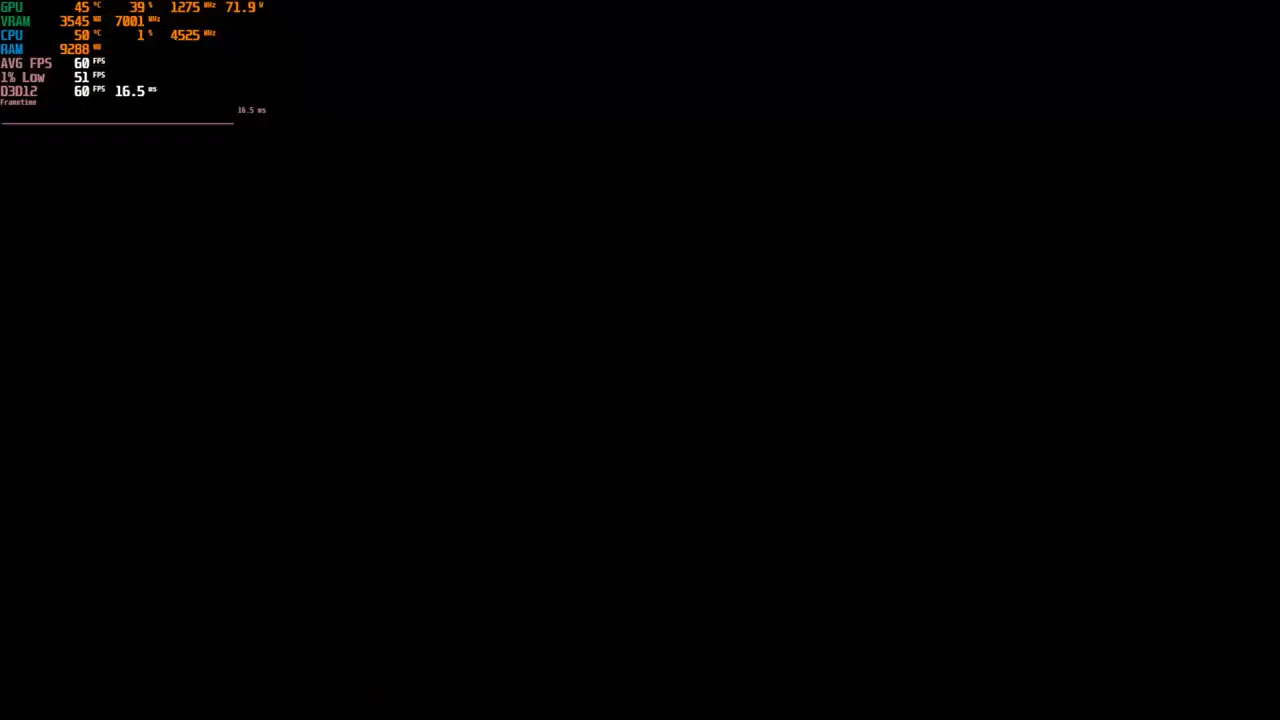 GPU 45 °C 39 % 1275 MHz 71.9 W
VRAM 3545 MB 7001 MHz
CPU 50 °C 1 % 4525 MHz
RAM 9288 MB
AVG FPS 60 FPS
1% Low 51 FPS
D3D12 60 FPS 16.5 ms
Frametime
16.5 ms